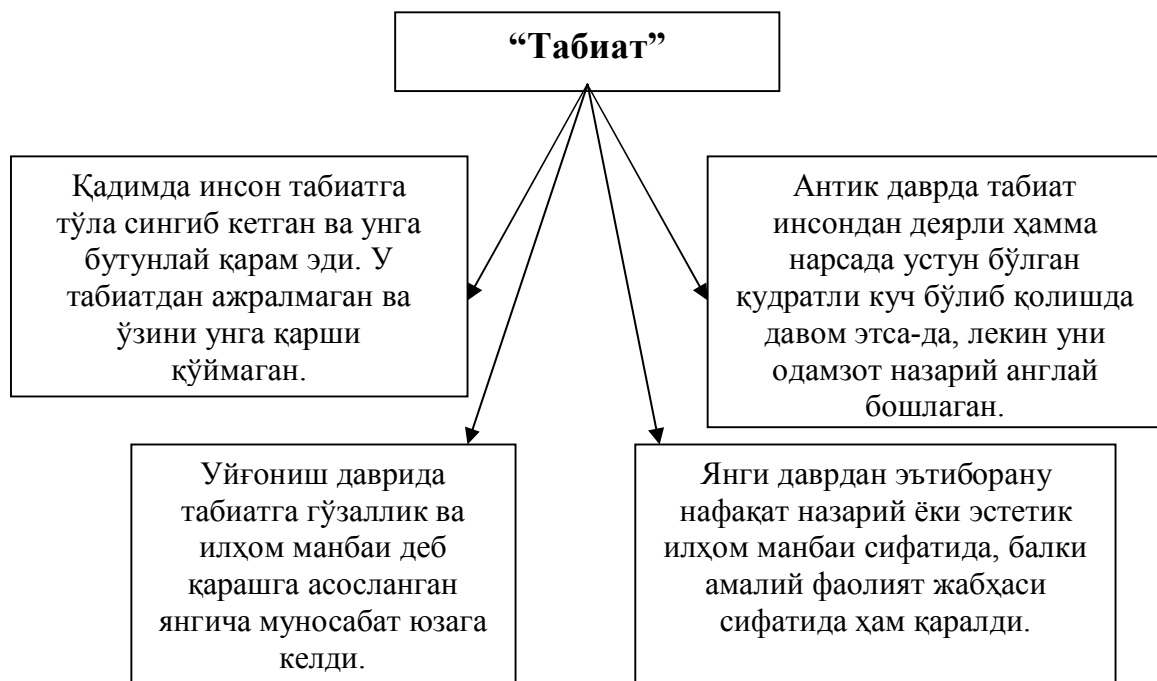 “Табиат”
Қадимда инсон табиатга
тўла сингиб кетган ва унга
бутунлай қарам эди. У
табиатдан ажралмаган ва
ўзини унга қарши
қўймаган.
Антик даврда табиат
инсондан деярли ҳамма
нарсада устун бўлган
қудратли куч бўлиб қолишда
давом этса-да, лекин уни
одамзот назарий англай
бошлаган.
Уйғониш даврида
табиатга гўзаллик ва
илҳом манбаи деб
қарашга асосланган
янгича муносабат юзага
келди.
Янги даврдан эътиборану
нафақат назарий ёки эстетик
илҳом манбаи сифатида, балки
амалий фаолият жабҳаси
сифатида ҳам қаралди.